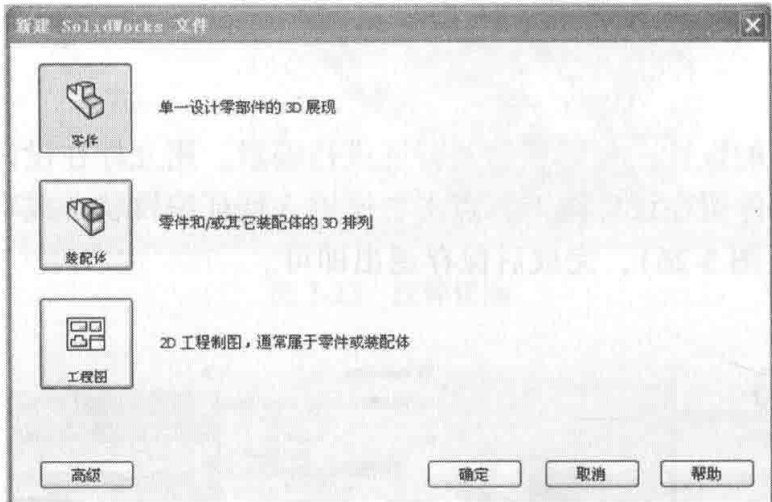 新建 SolidWorks 文件
零件
单一设计零部件的 3D 展现
装配体
零件和/或其它装配体的 3D 排列
工程图
2D 工程制图，通常属于零件或装配体
高级
确定
取消
帮助